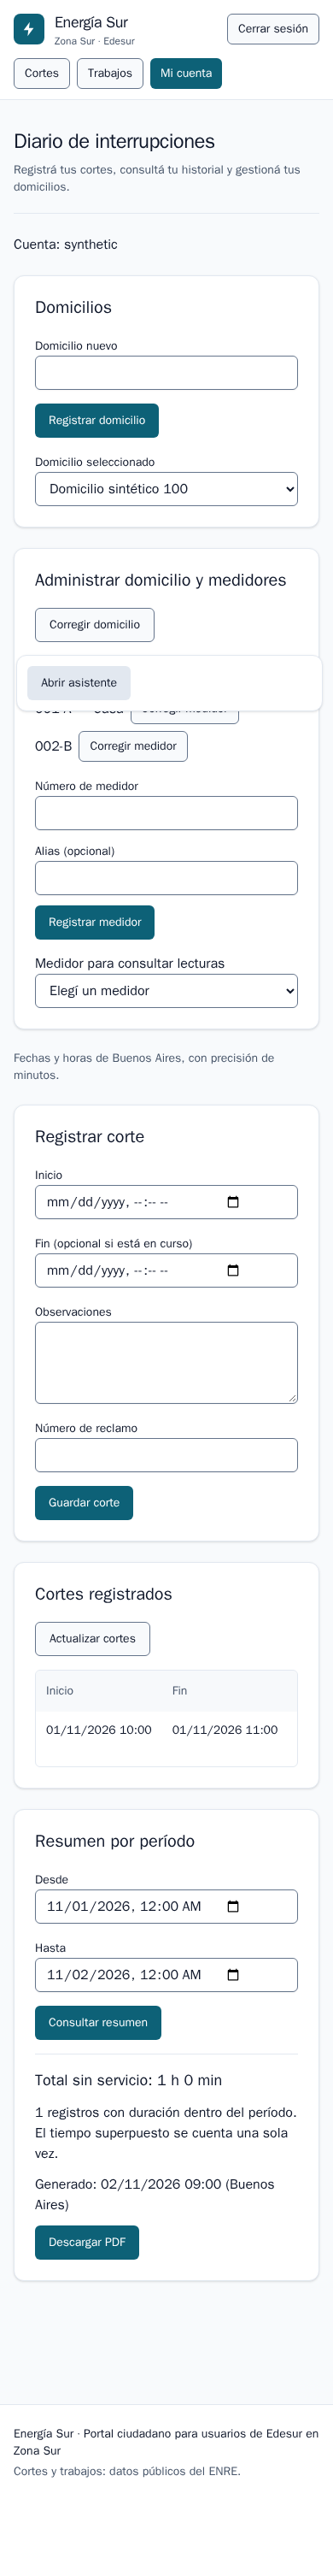 Energía Sur
Zona Sur · Edesur
Cerrar sesión
Cortes
Trabajos
Mi cuenta
Diario de interrupciones
Registrá tus cortes, consultá tu historial y gestioná tus
domicilios.
Cuenta: synthetic
Domicilios
Domicilio nuevo
Registrar domicilio
Domicilio seleccionado
Domicilio sintético 100
Administrar domicilio y medidores
Corregir domicilio
Abrir asistente
002-B
Corregir medidor
Número de medidor
Alias (opcional)
Registrar medidor
Medidor para consultar lecturas
Elegí un medidor
Fechas y horas de Buenos Aires, con precisión de
minutos.
Registrar corte
Inicio
mm/dd/yyyy, --:-- --
Fin (opcional si está en curso)
mm/dd/yyyy, --:-- --
Observaciones
Número de reclamo
Guardar corte
Cortes registrados
Actualizar cortes
Inicio Fin
01/11/2026 10:00 01/11/2026 11:00
Resumen por período
Desde
11/01/2026, 12:00 AM
Hasta
11/02/2026, 12:00 AM
Consultar resumen
Total sin servicio: 1 h 0 min
1 registros con duración dentro del período.
El tiempo superpuesto se cuenta una sola
vez.
Generado: 02/11/2026 09:00 (Buenos
Aires)
Descargar PDF
Energía Sur · Portal ciudadano para usuarios de Edesur en
Zona Sur
Cortes y trabajos: datos públicos del ENRE.